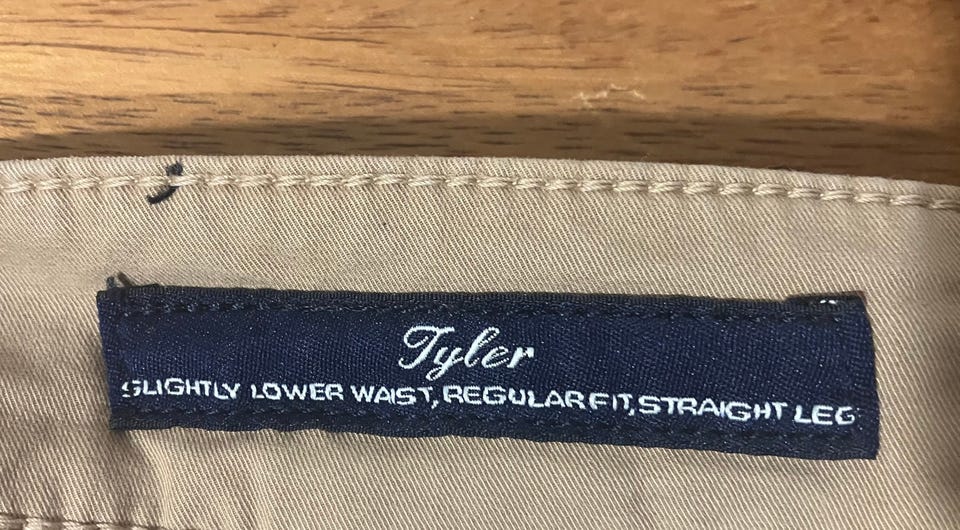 Tyler
SLIGHTLY LOWER WAIST, REGULAR FIT, STRAIGHT LEG